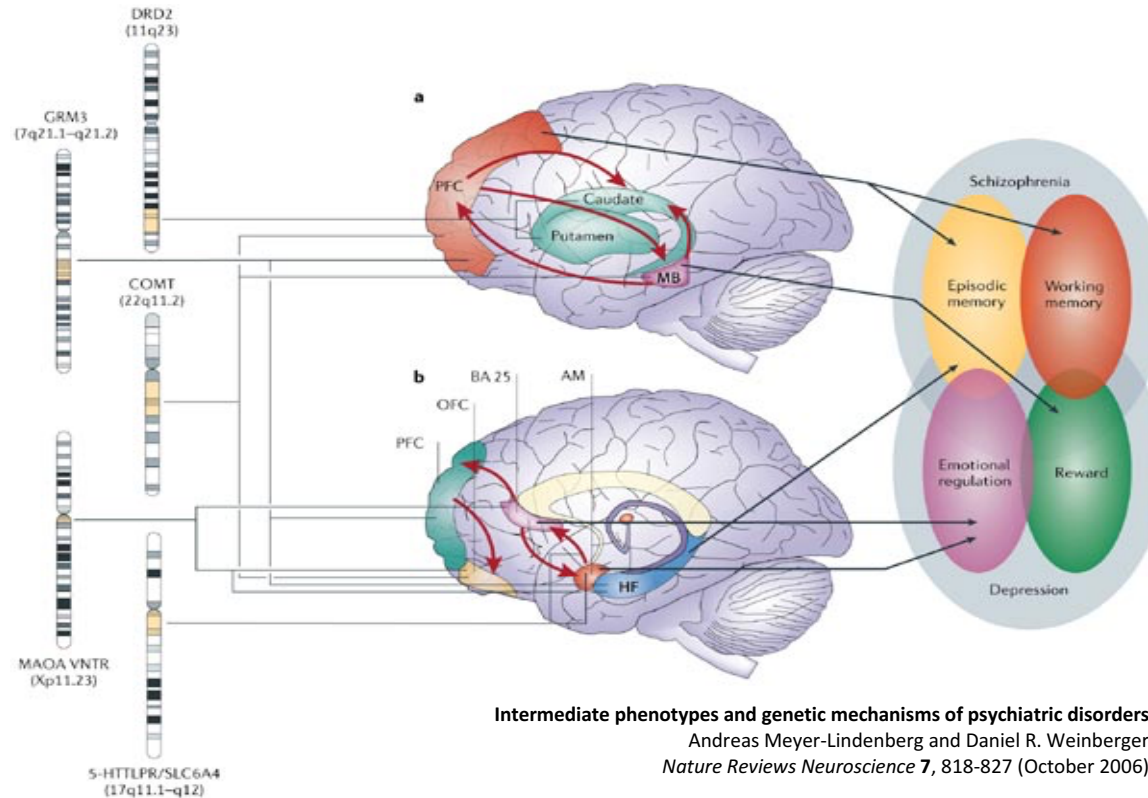 DRD2
(11q23)
GRM3
(7q21.1–q21.2)
COMT
(22q11.2)
MAOA VNTR
(Xp11.23)
5-HTTLPR/SLC6A4
(17q11.1–q12)
a
PFC
Caudate
Putamen
MB
b
BA 25
AM
OFC
PFC
HF
Schizophrenia
Episodic
memory
Working
memory
Emotional
regulation
Reward
Depression
Intermediate phenotypes and genetic mechanisms of psychiatric disorders
Andreas Meyer-Lindenberg and Daniel R. Weinberger
Nature Reviews Neuroscience 7, 818-827 (October 2006)